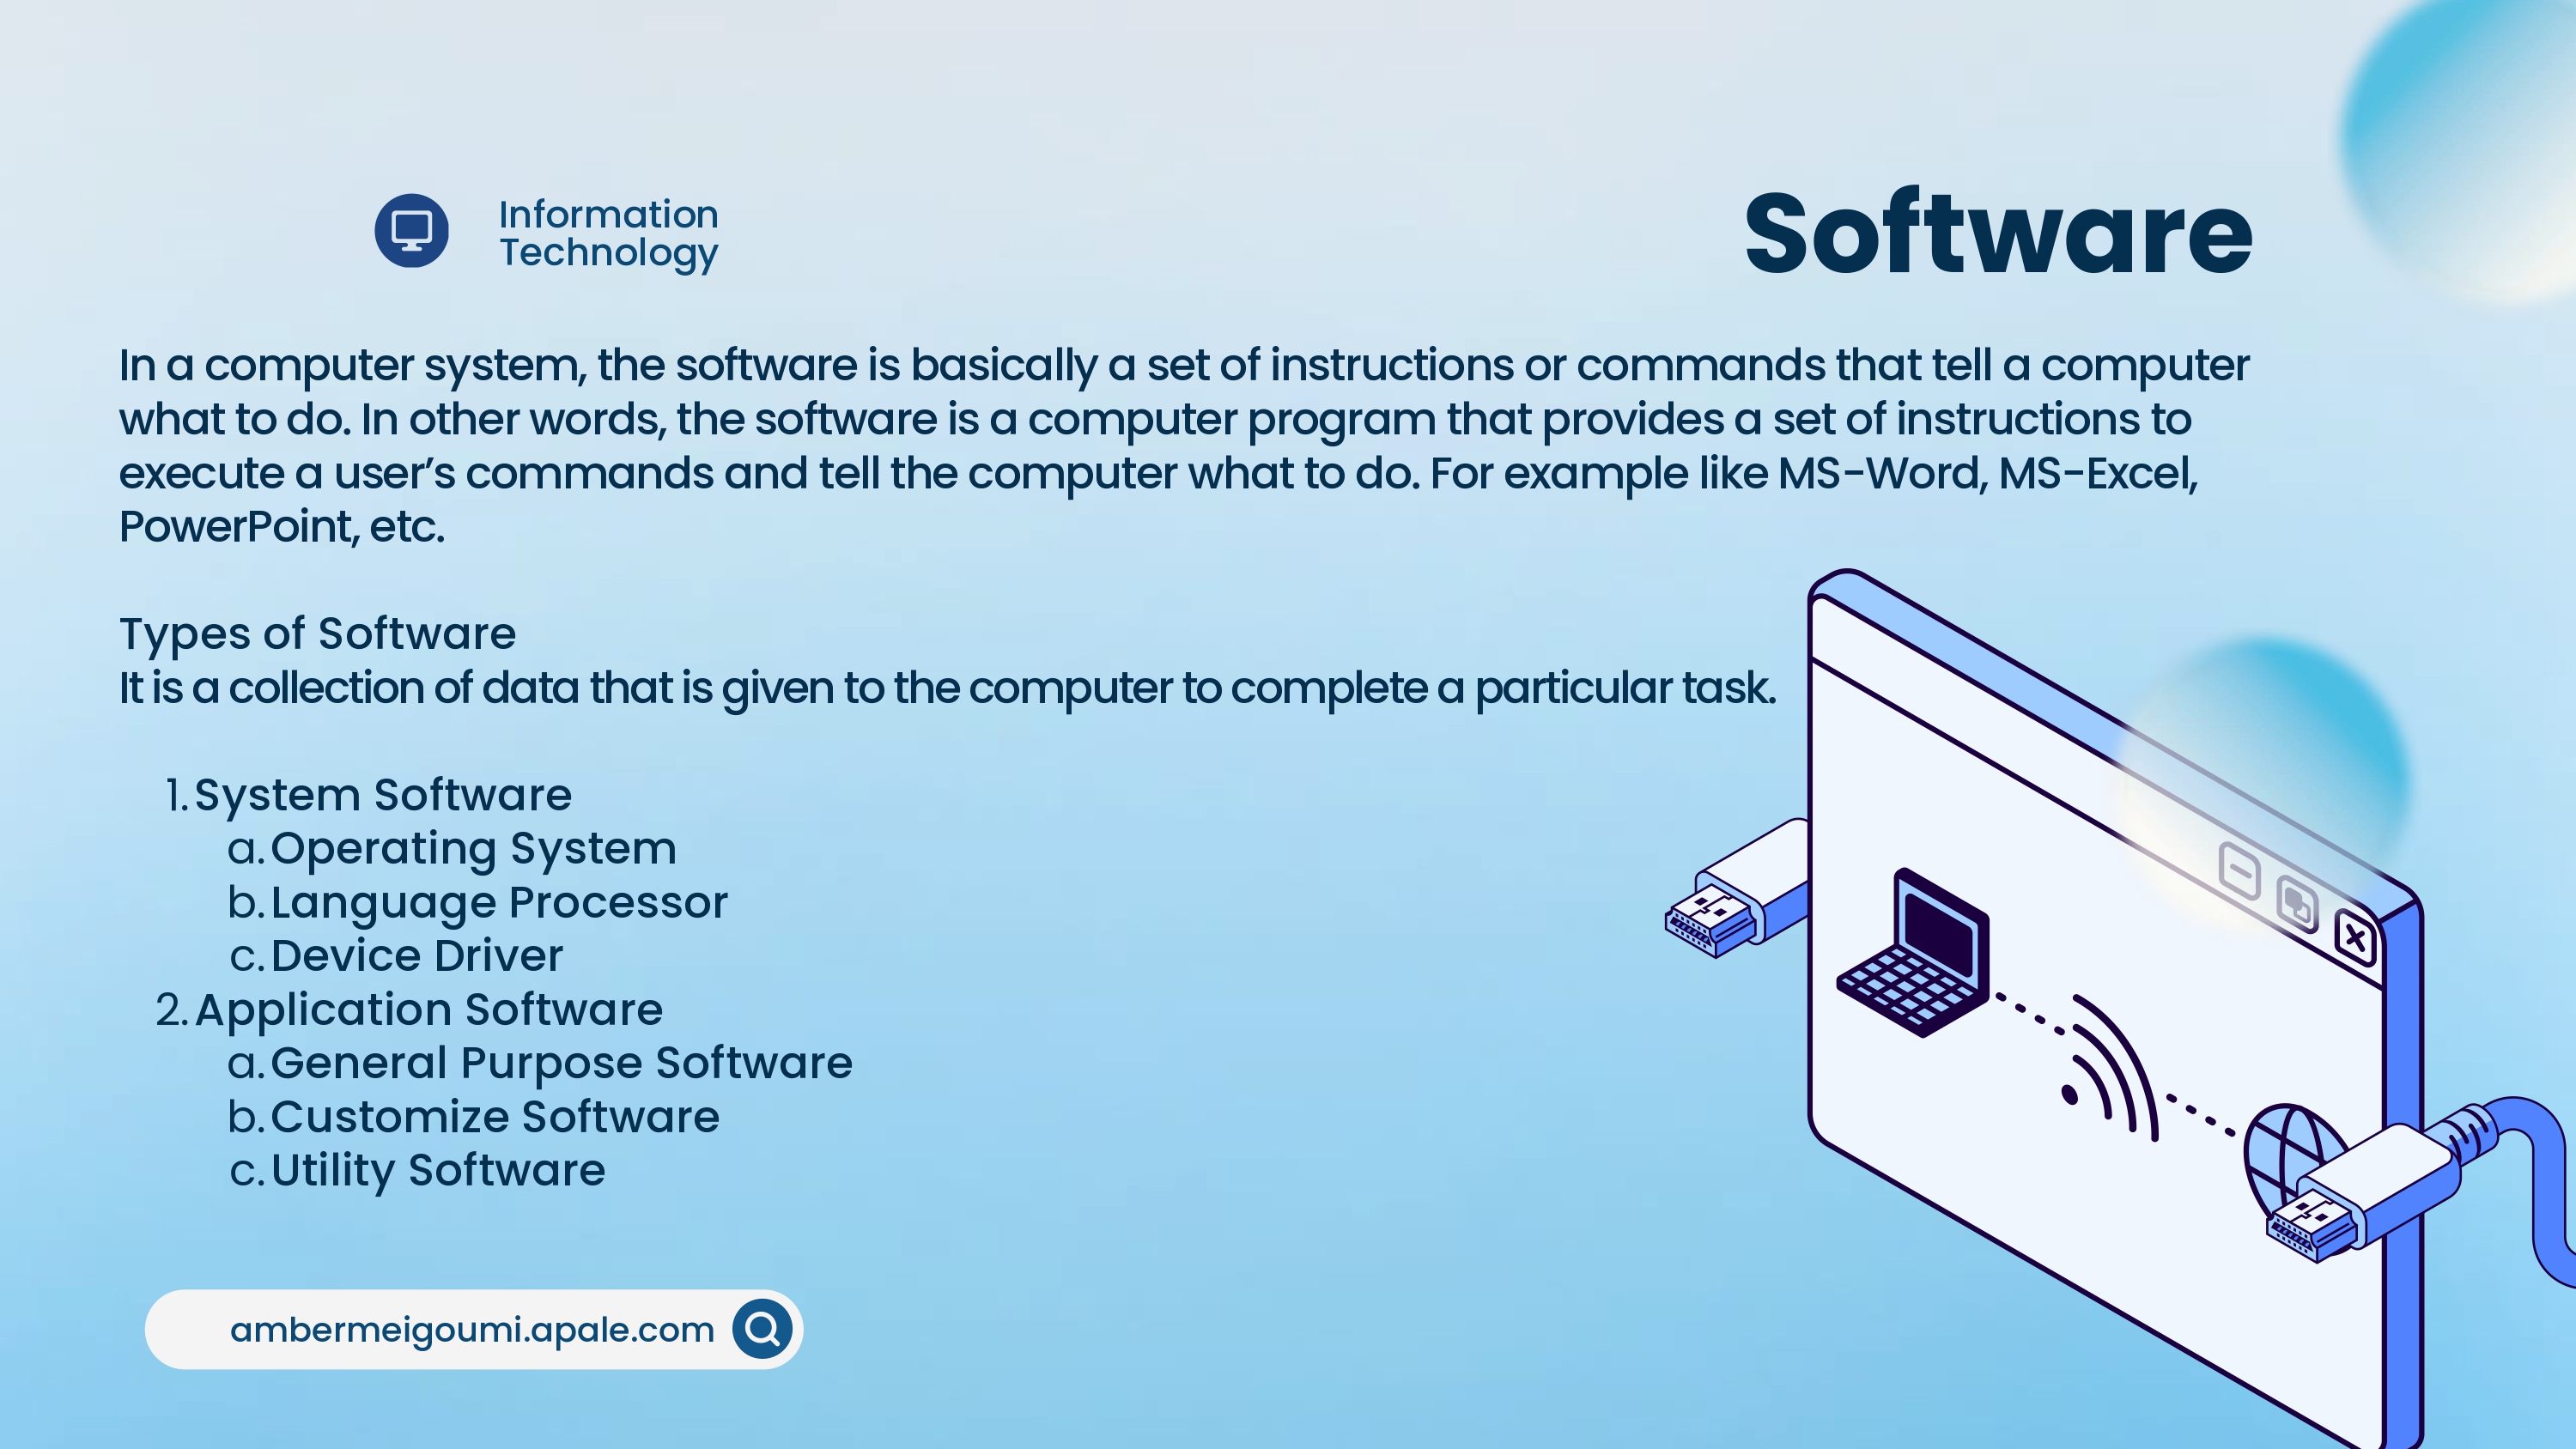 Information
Technology
Software
In a computer system, the software is basically a set of instructions or commands that tell a computer
what to do. In other words, the software is a computer program that provides a set of instructions to
execute a user’s commands and tell the computer what to do. For example like MS-Word, MS-Excel,
PowerPoint, etc.
Types of Software
It is a collection of data that is given to the computer to complete a particular task.
1. System Software
a. Operating System
b. Language Processor
c. Device Driver
2. Application Software
a. General Purpose Software
b. Customize Software
c. Utility Software
ambermeigoumi.apale.com